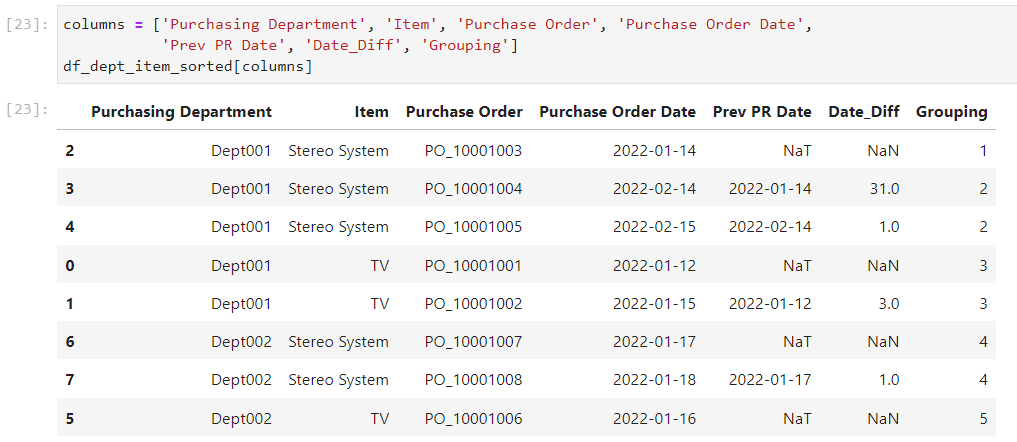 [23]: columns = ['Purchasing Department', 'Item', 'Purchase Order', 'Purchase Order Date',
'Prev PR Date', 'Date_Diff', 'Grouping']
df_dept_item_sorted[columns]
[23]: Purchasing Department Item Purchase Order Purchase Order Date Prev PR Date Date_Diff Grouping
2 Dept001 Stereo System PO_10001003 2022-01-14 NaT NaN 1
3 Dept001 Stereo System PO_10001004 2022-02-14 2022-01-14 31.0 2
4 Dept001 Stereo System PO_10001005 2022-02-15 2022-02-14 1.0 2
0 Dept001 TV PO_10001001 2022-01-12 NaT NaN 3
1 Dept001 TV PO_10001002 2022-01-15 2022-01-12 3.0 3
6 Dept002 Stereo System PO_10001007 2022-01-17 NaT NaN 4
7 Dept002 Stereo System PO_10001008 2022-01-18 2022-01-17 1.0 4
5 Dept002 TV PO_10001006 2022-01-16 NaT NaN 5